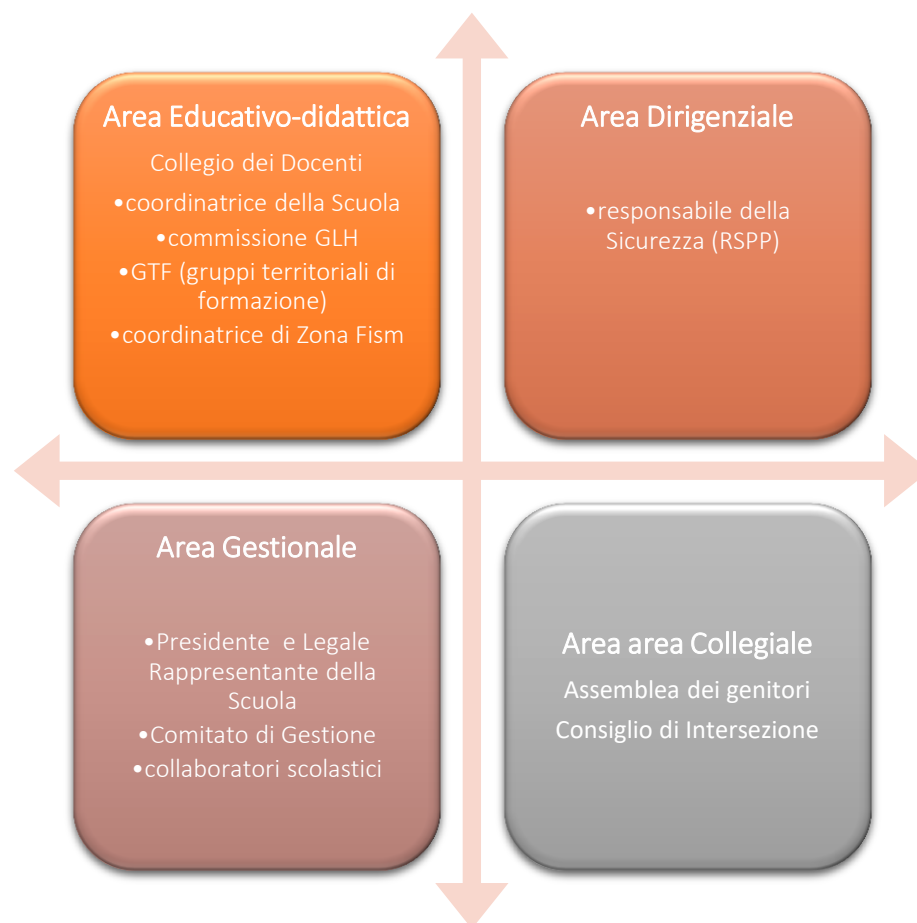 Area Educativo-didattica
Collegio dei Docenti
•coordinatrice della Scuola
•commissione GLH
•GTF (gruppi territoriali di
formazione)
•coordinatrice di Zona Fism
Area Dirigenziale
•responsabile della
Sicurezza (RSPP)
Area Gestionale
•Presidente e Legale
Rappresentante della
Scuola
•Comitato di Gestione
•collaboratori scolastici
Area area Collegiale
Assemblea dei genitori
Consiglio di Intersezione